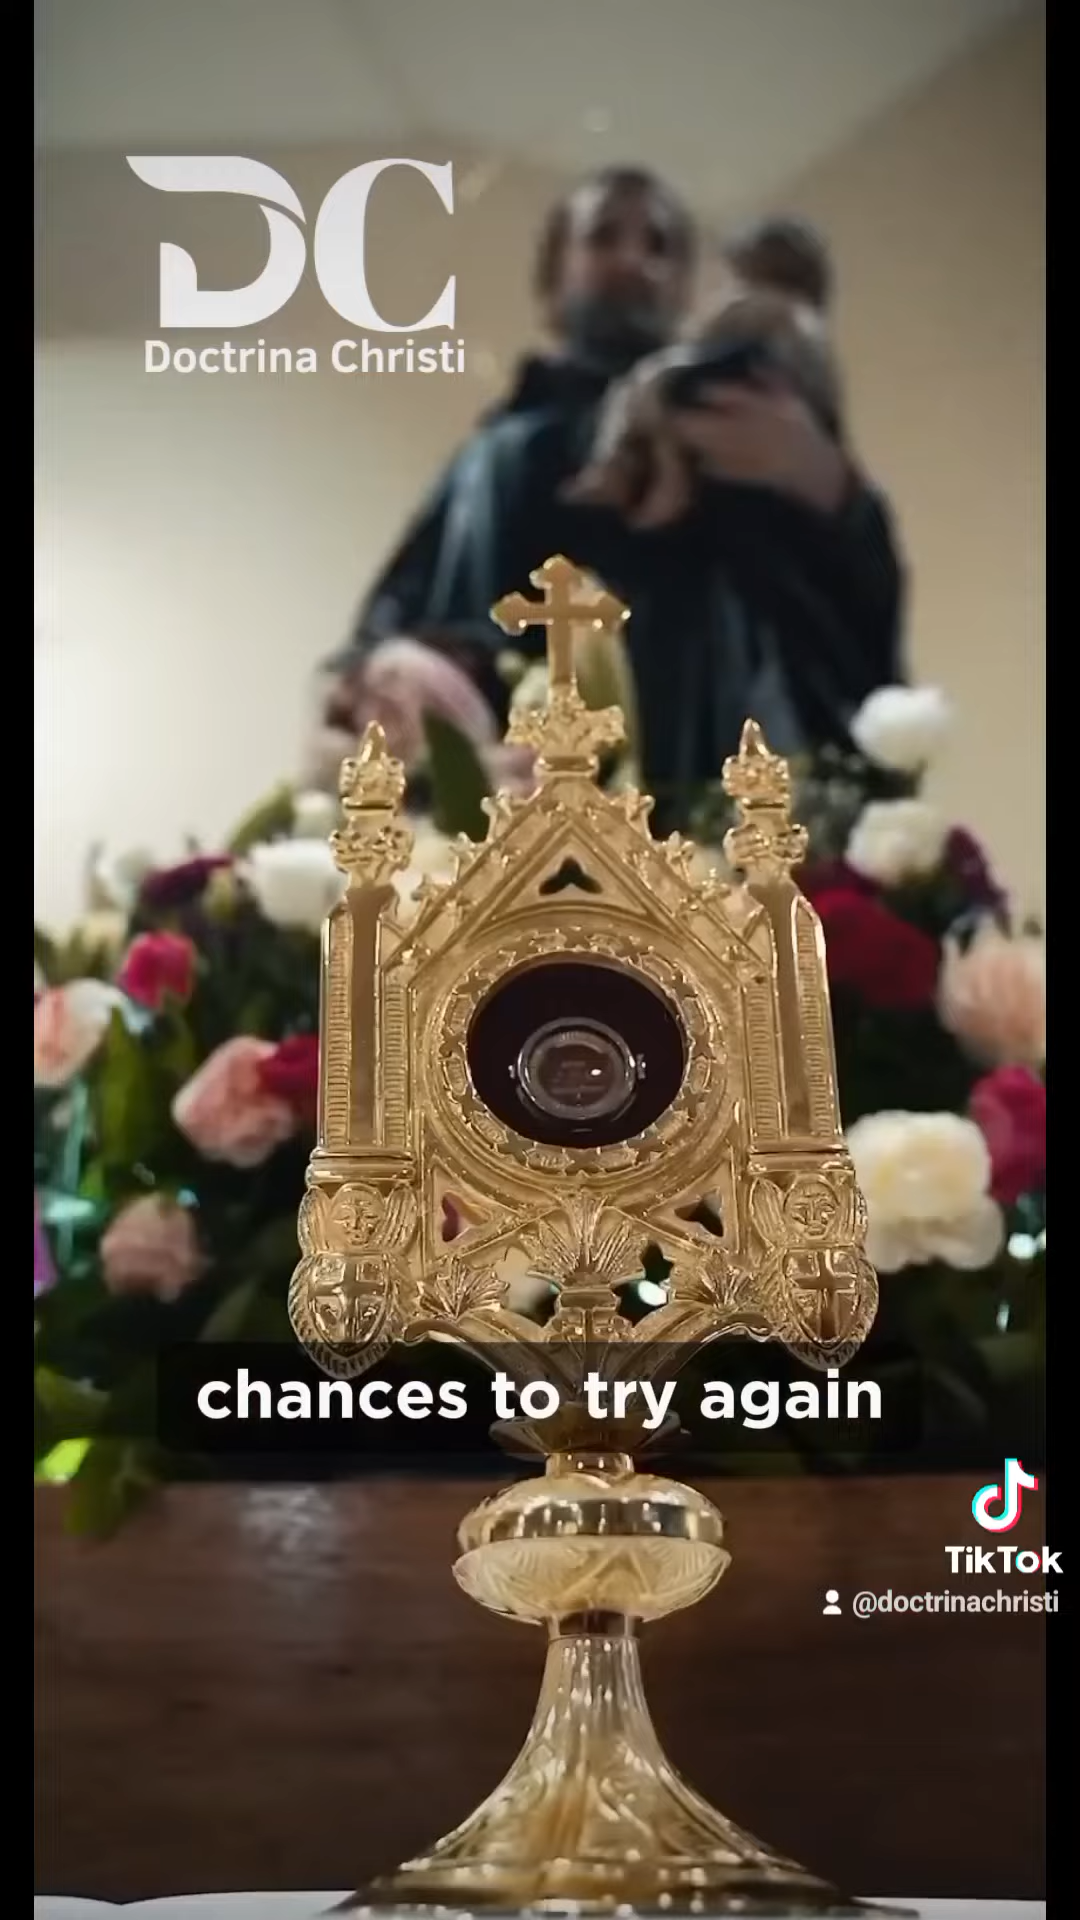 DC
Doctrina Christi
chances to try again
TikTok
@doctrinachristi